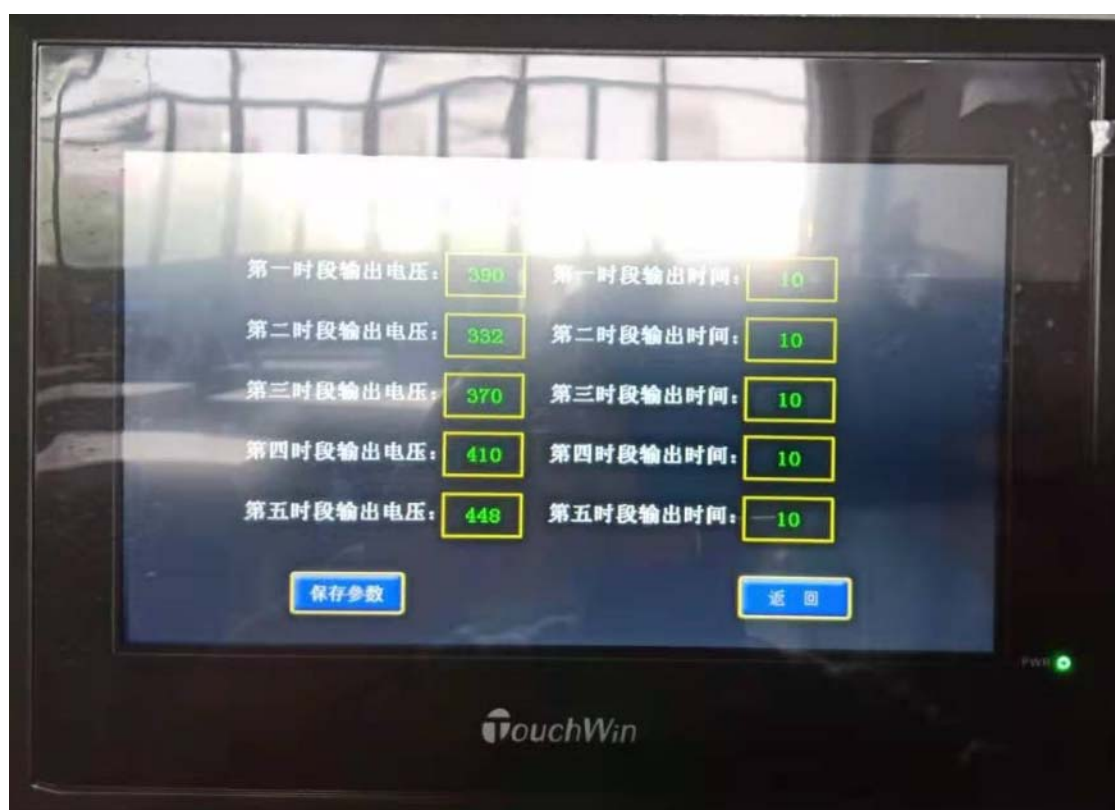 第一时段输出电压: 390 第一时段输出时间: 10
第二时段输出电压: 332 第二时段输出时间: 10
第三时段输出电压: 370 第三时段输出时间: 10
第四时段输出电压: 410 第四时段输出时间: 10
第五时段输出电压: 448 第五时段输出时间: 10
保存参数 返 回
PWR
TouchWin